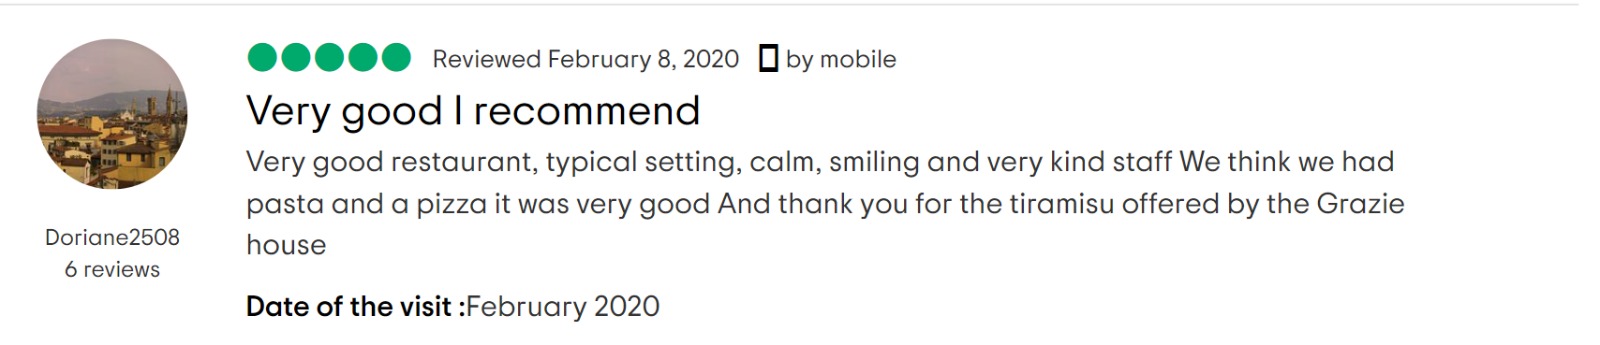 Reviewed February 8, 2020 by mobile
Very good I recommend
Very good restaurant, typical setting, calm, smiling and very kind staff We think we had
pasta and a pizza it was very good And thank you for the tiramisu offered by the Grazie
house
Doriane2508
6 reviews
Date of the visit :February 2020